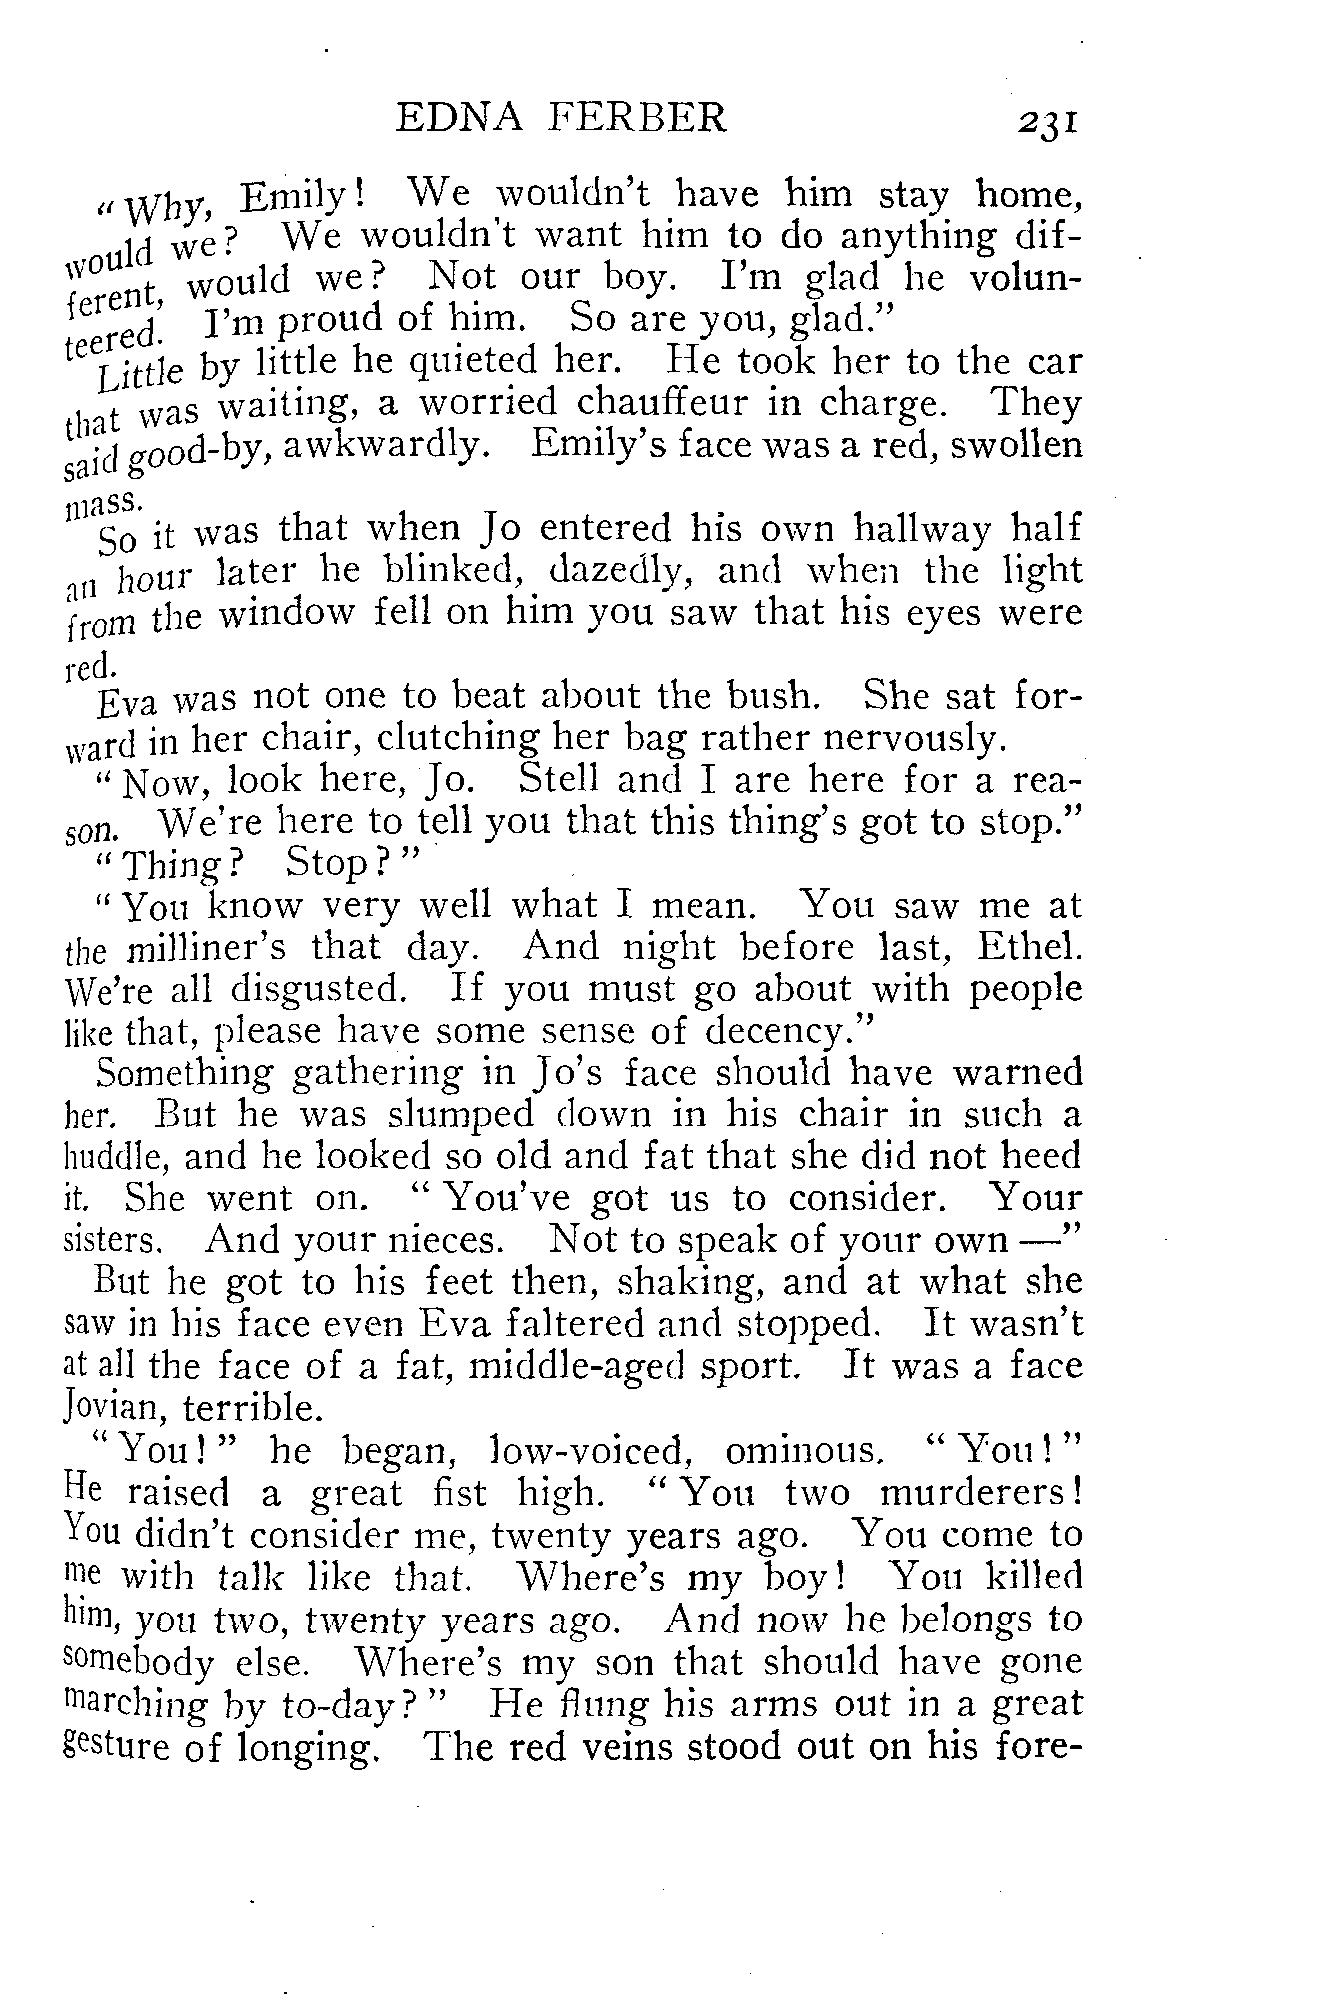 EDNA FERBER 231
"Why, Emily! We wouldn't have him stay home,
would we? We wouldn't want him to do anything dif-
ferent, would we? Not our boy. I'm glad he volun-
teered. I'm proud of him. So are you, glad."
Little by little he quieted her. He took her to the car
that was waiting, a worried chauffeur in charge. They
said good-by, awkwardly. Emily's face was a red, swollen
mass.
So it was that when Jo entered his own hallway half
an hour later he blinked, dazedly, and when the light
from the window fell on him you saw that his eyes were
red.
Eva was not one to beat about the bush. She sat for-
ward in her chair, clutching her bag rather nervously.
"Now, look here, Jo. Stell and I are here for a rea-
son. We're here to tell you that this thing's got to stop."
"Thing? Stop?"
"You know very well what I mean. You saw me at
the milliner's that day. And night before last, Ethel.
We're all disgusted. If you must go about with people
like that, please have some sense of decency."
Something gathering in Jo's face should have warned
her. But he was slumped down in his chair in such a
huddle, and he looked so old and fat that she did not heed
it. She went on. "You've got us to consider. Your
sisters. And your nieces. Not to speak of your own—"
But he got to his feet then, shaking, and at what she
saw in his face even Eva faltered and stopped. It wasn't
at all the face of a fat, middle-aged sport. It was a face
Jovian, terrible.
"You!" he began, low-voiced, ominous. "You!"
He raised a great fist high. "You two murderers!
You didn't consider me, twenty years ago. You come to
me with talk like that. Where's my boy! You killed
him, you two, twenty years ago. And now he belongs to
somebody else. Where's my son that should have gone
marching by to-day?" He flung his arms out in a great
gesture of longing. The red veins stood out on his fore-